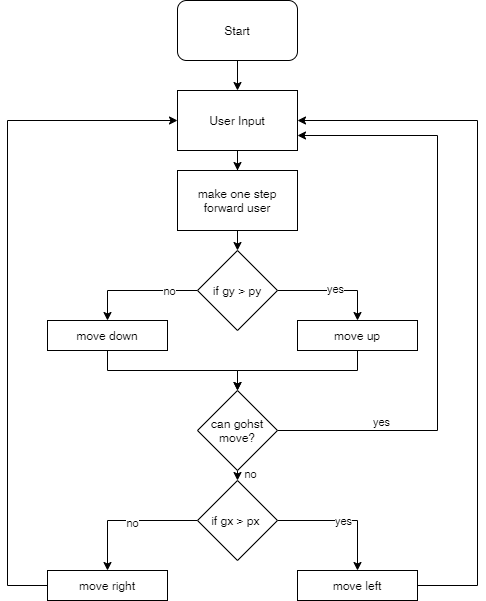 Start
User Input
make one step
forward user
if gy > py
no
yes
move down
move up
can gohst
move?
yes
no
if gx > px
no
yes
move right
move left